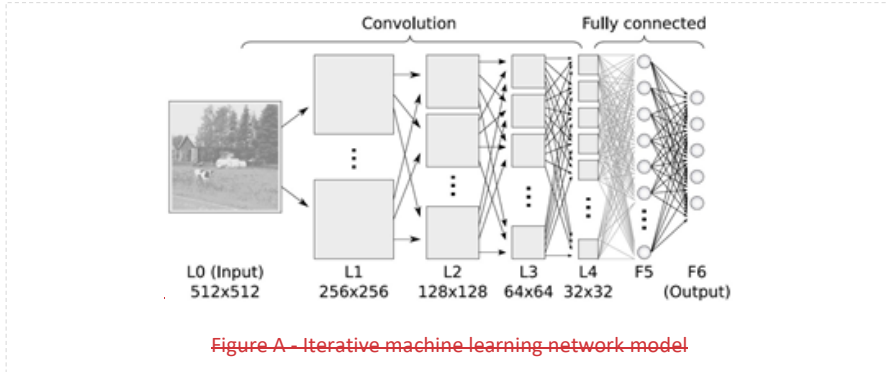 Convolution Fully connected
L0 (Input) L1 L2 L3 L4 F5 F6
512x512 256x256 128x128 64x64 32x32 (Output)
Figure A - Iterative machine learning network model